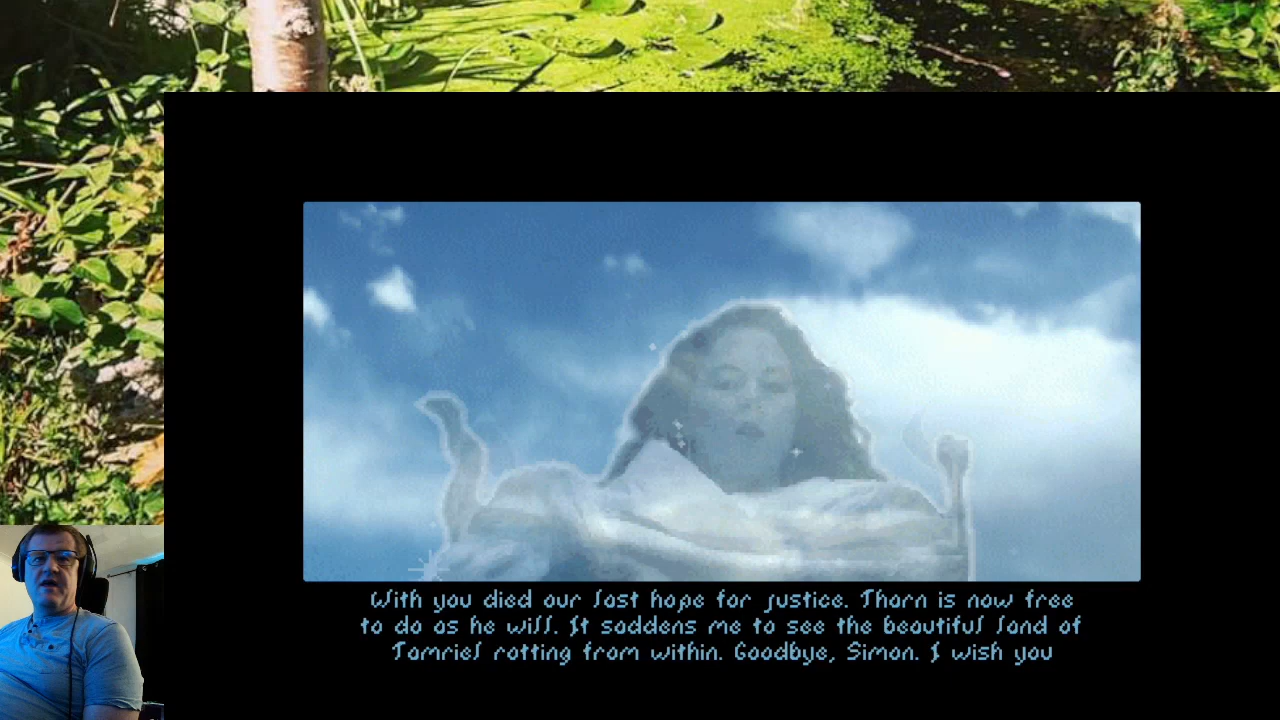 With you died our last hope for justice. Tharn is now free
to do as he will. It saddens me to see the beautiful land of
Tamriel rotting from within. Goodbye, Simon. I wish you